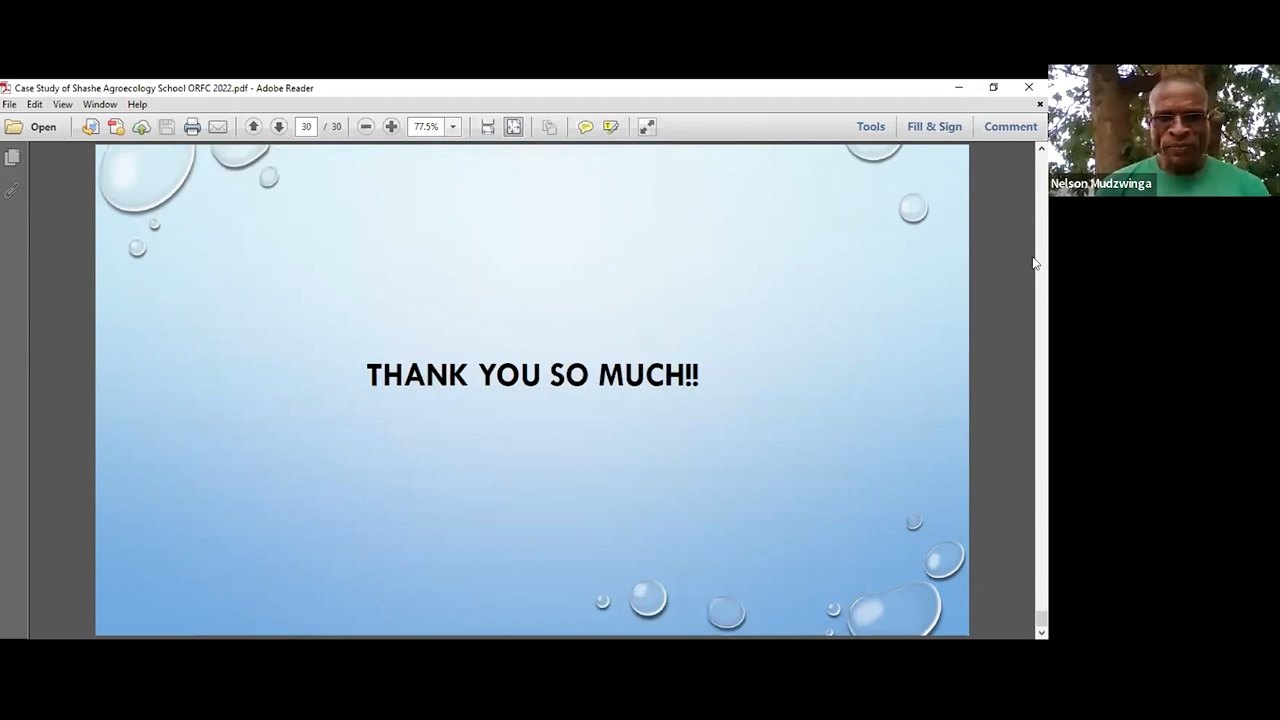 Case Study of Shashe Agroecology School ORFC 2022.pdf - Adobe Reader
File Edit View Window Help
Open 30 / 30 77.5% Tools Fill & Sign Comment
Nelson Mudzwinga
THANK YOU SO MUCH!!